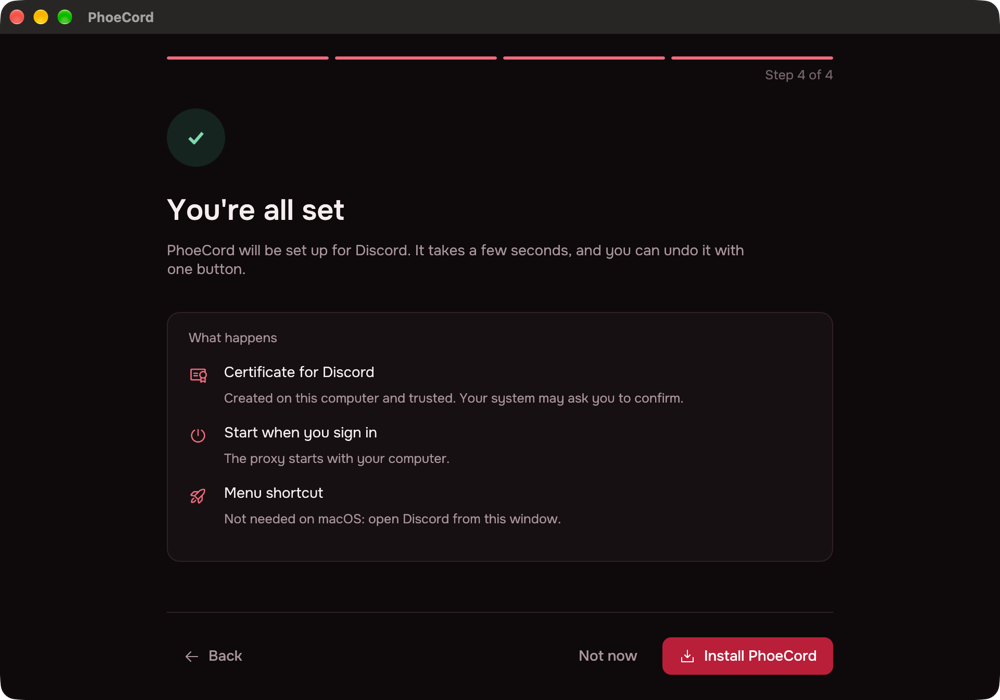 PhoeCord
Step 4 of 4
You're all set
PhoeCord will be set up for Discord. It takes a few seconds, and you can undo it with
one button.
What happens
Certificate for Discord
Created on this computer and trusted. Your system may ask you to confirm.
Start when you sign in
The proxy starts with your computer.
Menu shortcut
Not needed on macOS: open Discord from this window.
Back
Not now
Install PhoeCord